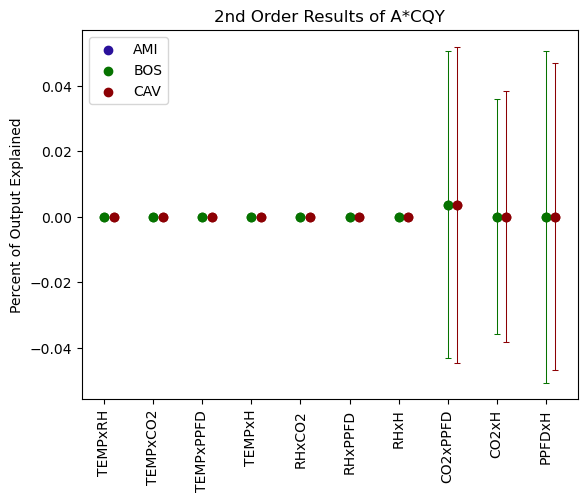 2nd Order Results of A*CQY
AMI
BOS
CAV
Percent of Output Explained
0.04
0.02
0.00
−0.02
−0.04
TEMPxRH
TEMPxCO2
TEMPxPPFD
TEMPxH
RHxCO2
RHxPPFD
RHxH
CO2xPPFD
CO2xH
PPFDxH